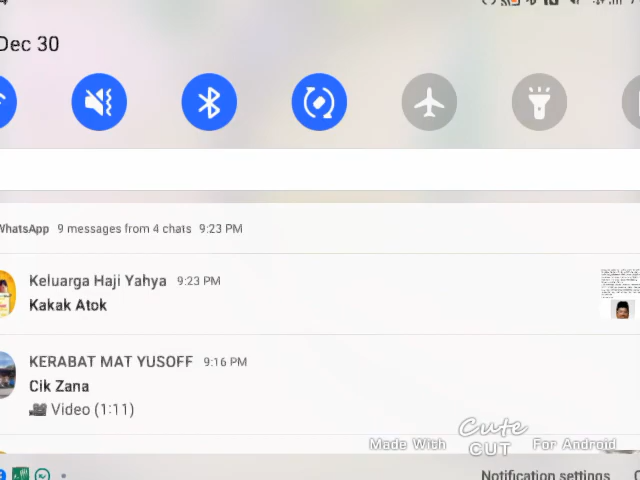 Dec 30
WhatsApp 9 messages from 4 chats 9:23 PM
Keluarga Haji Yahya 9:23 PM
Kakak Atok
KERABAT MAT YUSOFF 9:16 PM
Cik Zana
🎥 Video (1:11)
Made With Cute CUT For Android
Notification settings